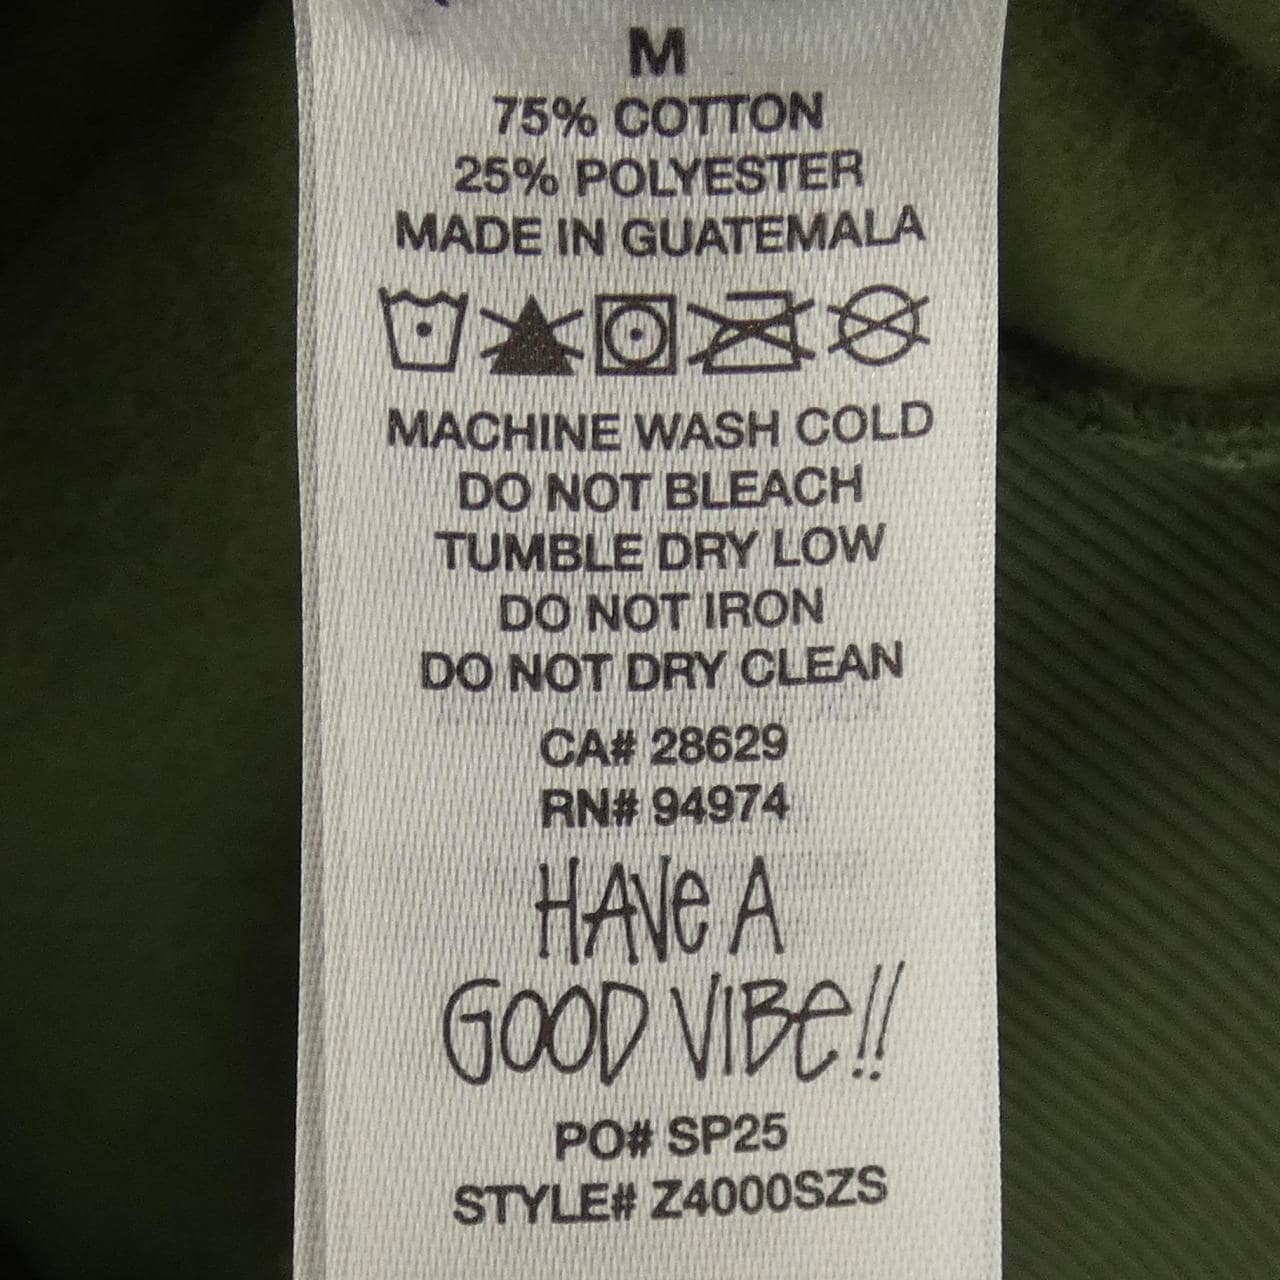 M
75% COTTON
25% POLYESTER
MADE IN GUATEMALA
MACHINE WASH COLD
DO NOT BLEACH
TUMBLE DRY LOW
DO NOT IRON
DO NOT DRY CLEAN
CA# 28629
RN# 94974
HAVe A
GOOD VIBe!!
PO# SP25
STYLE# Z4000SZS